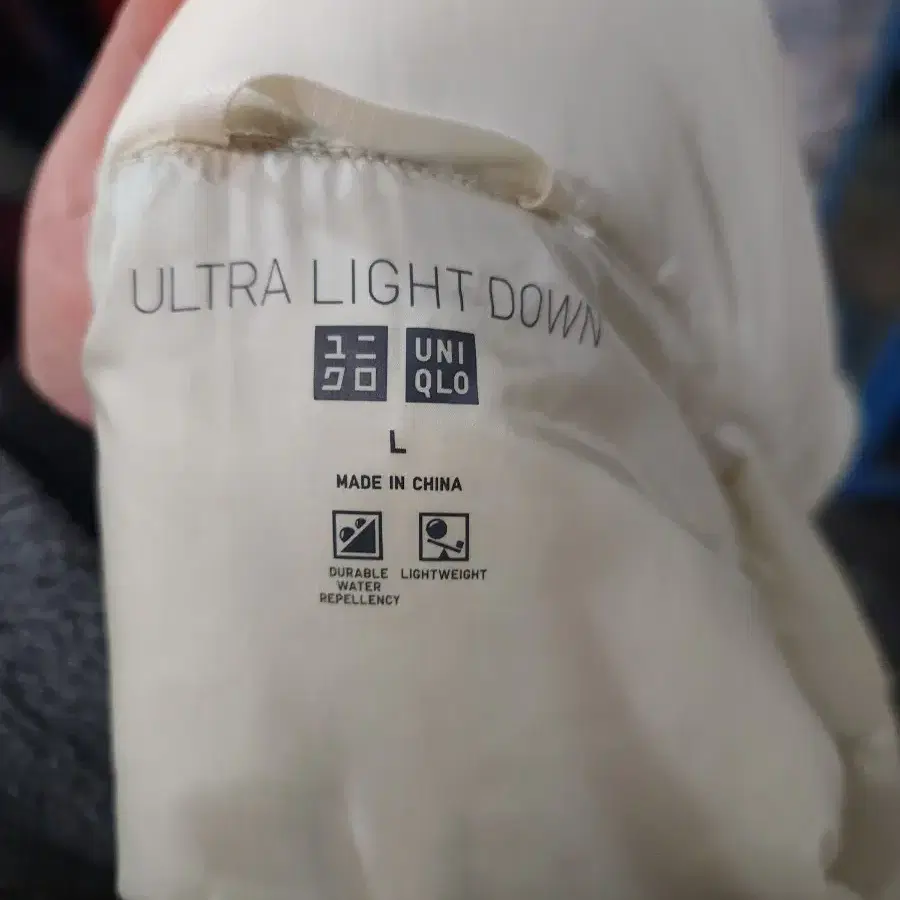 ULTRA LIGHT DOWN
ユニ
クロ
UNI
QLO
L
MADE IN CHINA
DURABLE
WATER
REPELLENCY
LIGHTWEIGHT